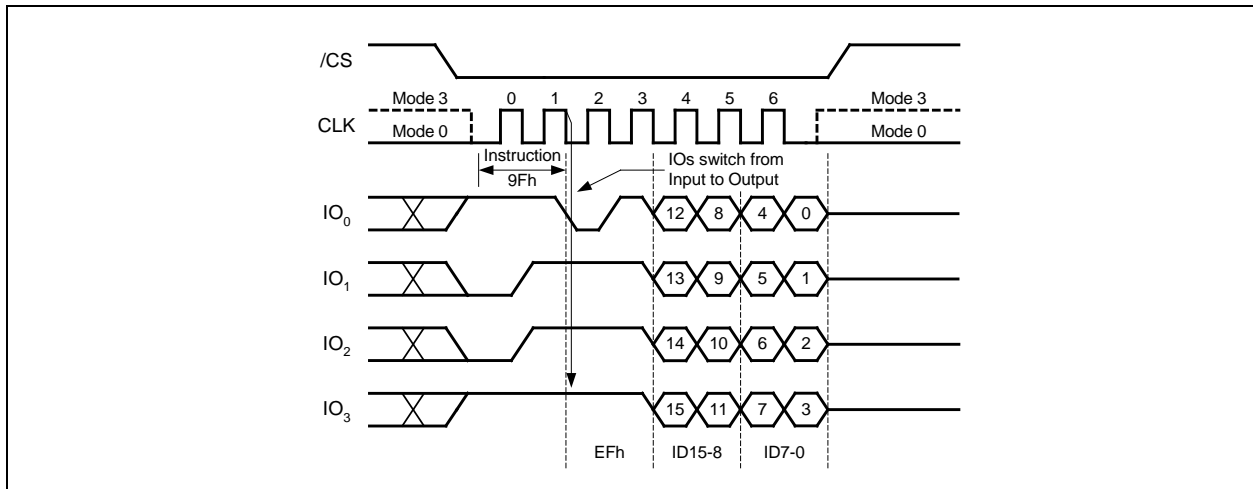 /CS
Mode 3 0 1 2 3 4 5 6 Mode 3
CLK Mode 0 Mode 0
Instruction IOs switch from
9Fh Input to Output
IO0 12 8 4 0
IO1 13 9 5 1
IO2 14 10 6 2
IO3 15 11 7 3
EFh ID15-8 ID7-0